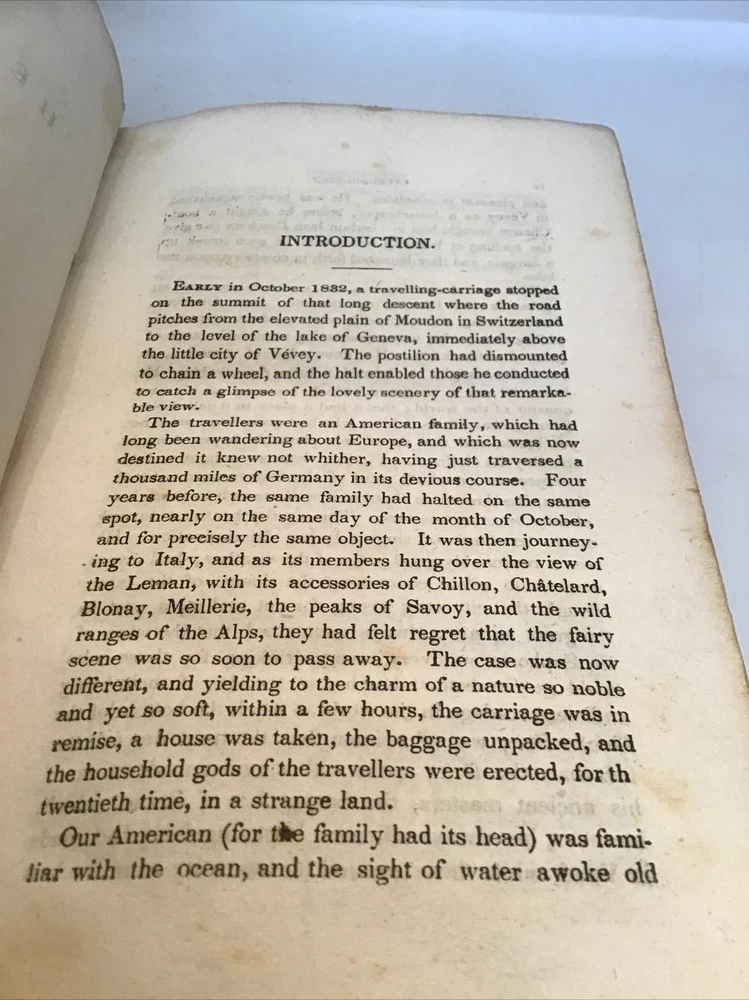 INTRODUCTION.
EARLY in October 1832, a travelling-carriage stopped
on the summit of that long descent where the road
pitches from the elevated plain of Moudon in Switzerland
to the level of the lake of Geneva, immediately above
the little city of Vévey. The postilion had dismounted
to chain a wheel, and the halt enabled those he conducted
to catch a glimpse of the lovely scenery of that remarka-
ble view.
The travellers were an American family, which had
long been wandering about Europe, and which was now
destined it knew not whither, having just traversed a
thousand miles of Germany in its devious course. Four
years before, the same family had halted on the same
spot, nearly on the same day of the month of October,
and for precisely the same object. It was then journey-
ing to Italy, and as its members hung over the view of
the Leman, with its accessories of Chillon, Châtelard,
Blonay, Meillerie, the peaks of Savoy, and the wild
ranges of the Alps, they had felt regret that the fairy
scene was so soon to pass away. The case was now
different, and yielding to the charm of a nature so noble
and yet so soft, within a few hours, the carriage was in
remise, a house was taken, the baggage unpacked, and
the household gods of the travellers were erected, for th
twentieth time, in a strange land.
Our American (for the family had its head) was fami-
liar with the ocean, and the sight of water awoke old